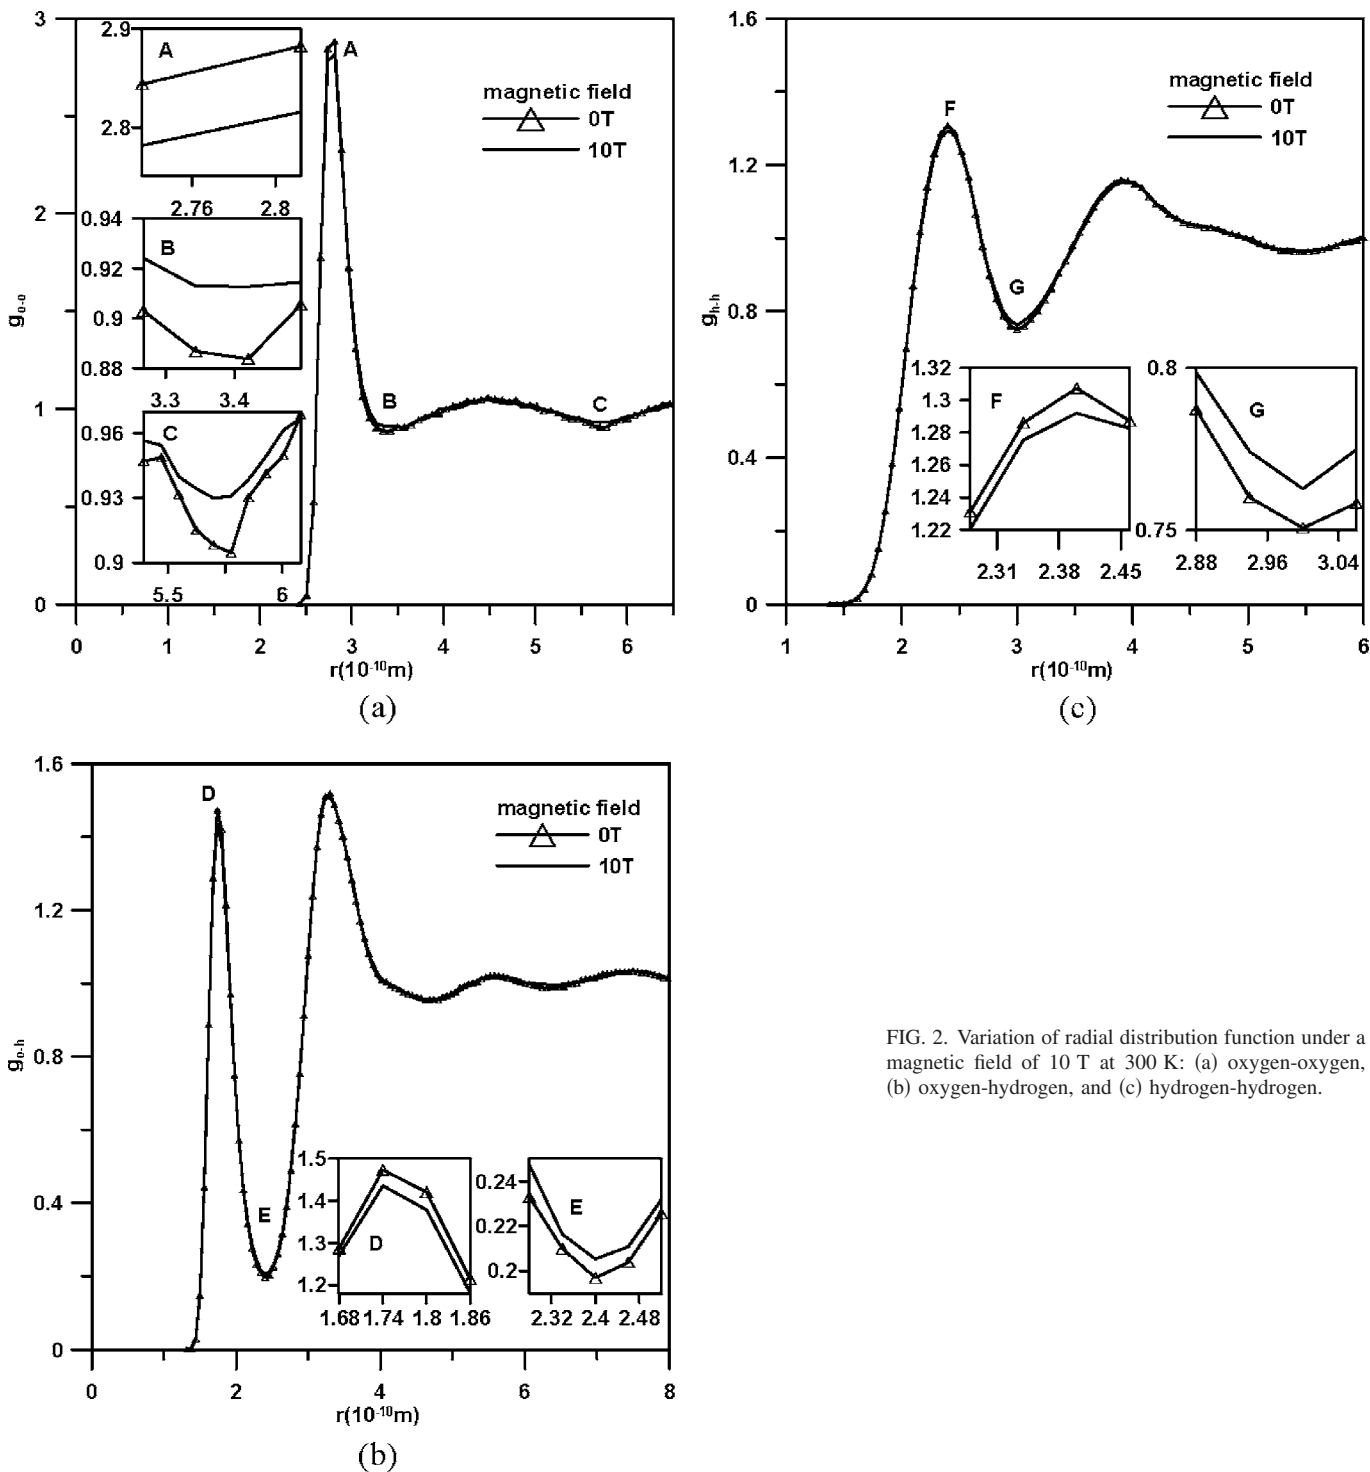 3
2
1
0
g₀₋₀
0 1 2 3 4 5 6
r(10⁻¹⁰m)
(a)
magnetic field
0T
10T
A
B
C
2.9
2.8
A
2.76 2.8
0.94
0.92
0.9
0.88
B
3.3 3.4
0.96
0.93
0.9
C
5.5 6
1.6
1.2
0.8
0.4
0
gₕ₋ₕ
1 2 3 4 5 6
r(10⁻¹⁰m)
(c)
magnetic field
0T
10T
F
G
1.32
1.3
1.28
1.26
1.24
1.22
F
2.31 2.38 2.45
0.8
0.75
G
2.88 2.96 3.04
1.6
1.2
0.8
0.4
0
g₀₋ₕ
0 2 4 6 8
r(10⁻¹⁰m)
(b)
magnetic field
0T
10T
D
E
1.5
1.4
1.3
1.2
D
1.68 1.74 1.8 1.86
0.24
0.22
0.2
E
2.32 2.4 2.48
FIG. 2. Variation of radial distribution function under a
magnetic field of 10 T at 300 K: (a) oxygen-oxygen,
(b) oxygen-hydrogen, and (c) hydrogen-hydrogen.